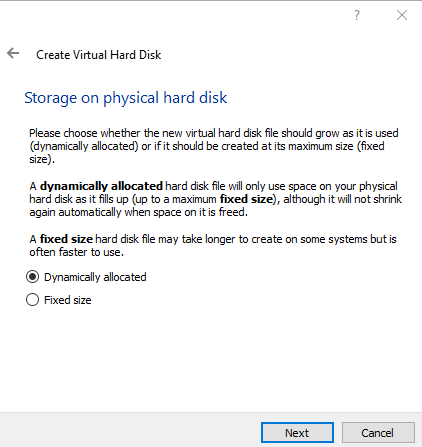 ?
Create Virtual Hard Disk
Storage on physical hard disk
Please choose whether the new virtual hard disk file should grow as it is used
(dynamically allocated) or if it should be created at its maximum size (fixed
size).
A dynamically allocated hard disk file will only use space on your physical
hard disk as it fills up (up to a maximum fixed size), although it will not shrink
again automatically when space on it is freed.
A fixed size hard disk file may take longer to create on some systems but is
often faster to use.
Dynamically allocated
Fixed size
Next
Cancel